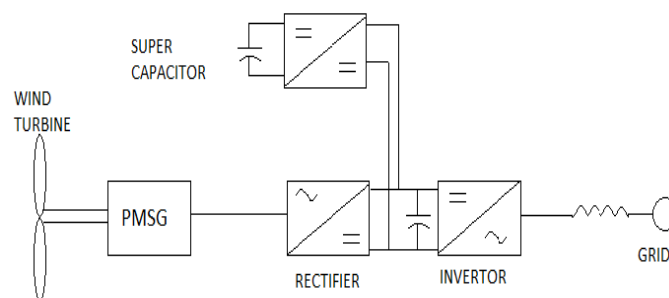 SUPER
CAPACITOR
WIND
TURBINE
PMSG
RECTIFIER
INVERTOR
GRID